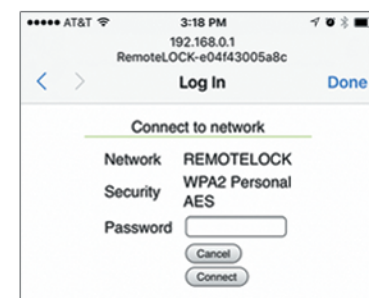 AT&T 3:18 PM
192.168.0.1
RemoteLOCK-e04f43005a8c
Log In Done
Connect to network
Network REMOTELOCK
Security WPA2 Personal
AES
Password
Cancel
Connect